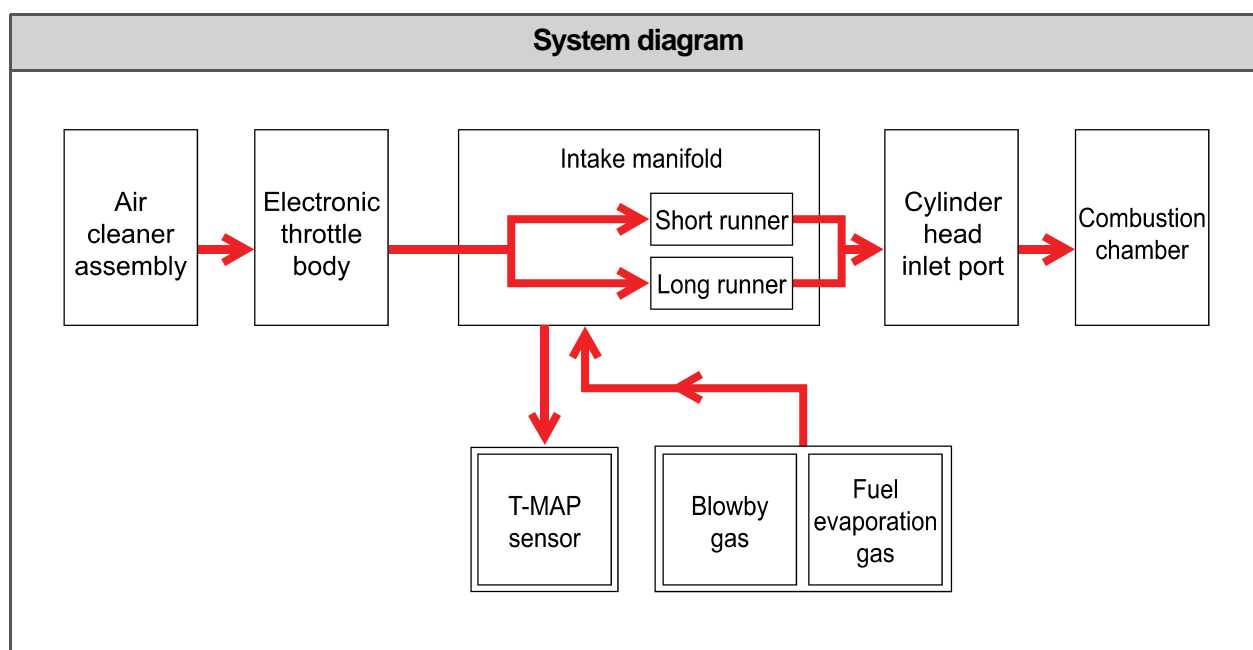 System diagram
Air
cleaner
assembly
Electronic
throttle
body
Intake manifold
Short runner
Long runner
Cylinder
head
inlet port
Combustion
chamber
T-MAP
sensor
Blowby
gas
Fuel
evaporation
gas